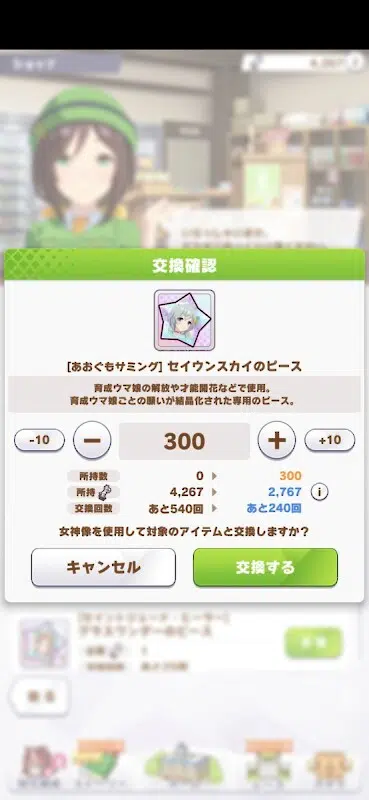 ショップ
交換確認
[あおぐもサミング] セイウンスカイのピース
育成ウマ娘の解放や才能開花などで使用。
育成ウマ娘ごとの願いが結晶化された専用のピース。
-10
300
+10
所持数 0 300
所持 4,267 2,767 i
交換回数 あと540回 あと240回
女神像を使用して対象のアイテムと交換しますか?
キャンセル
交換する